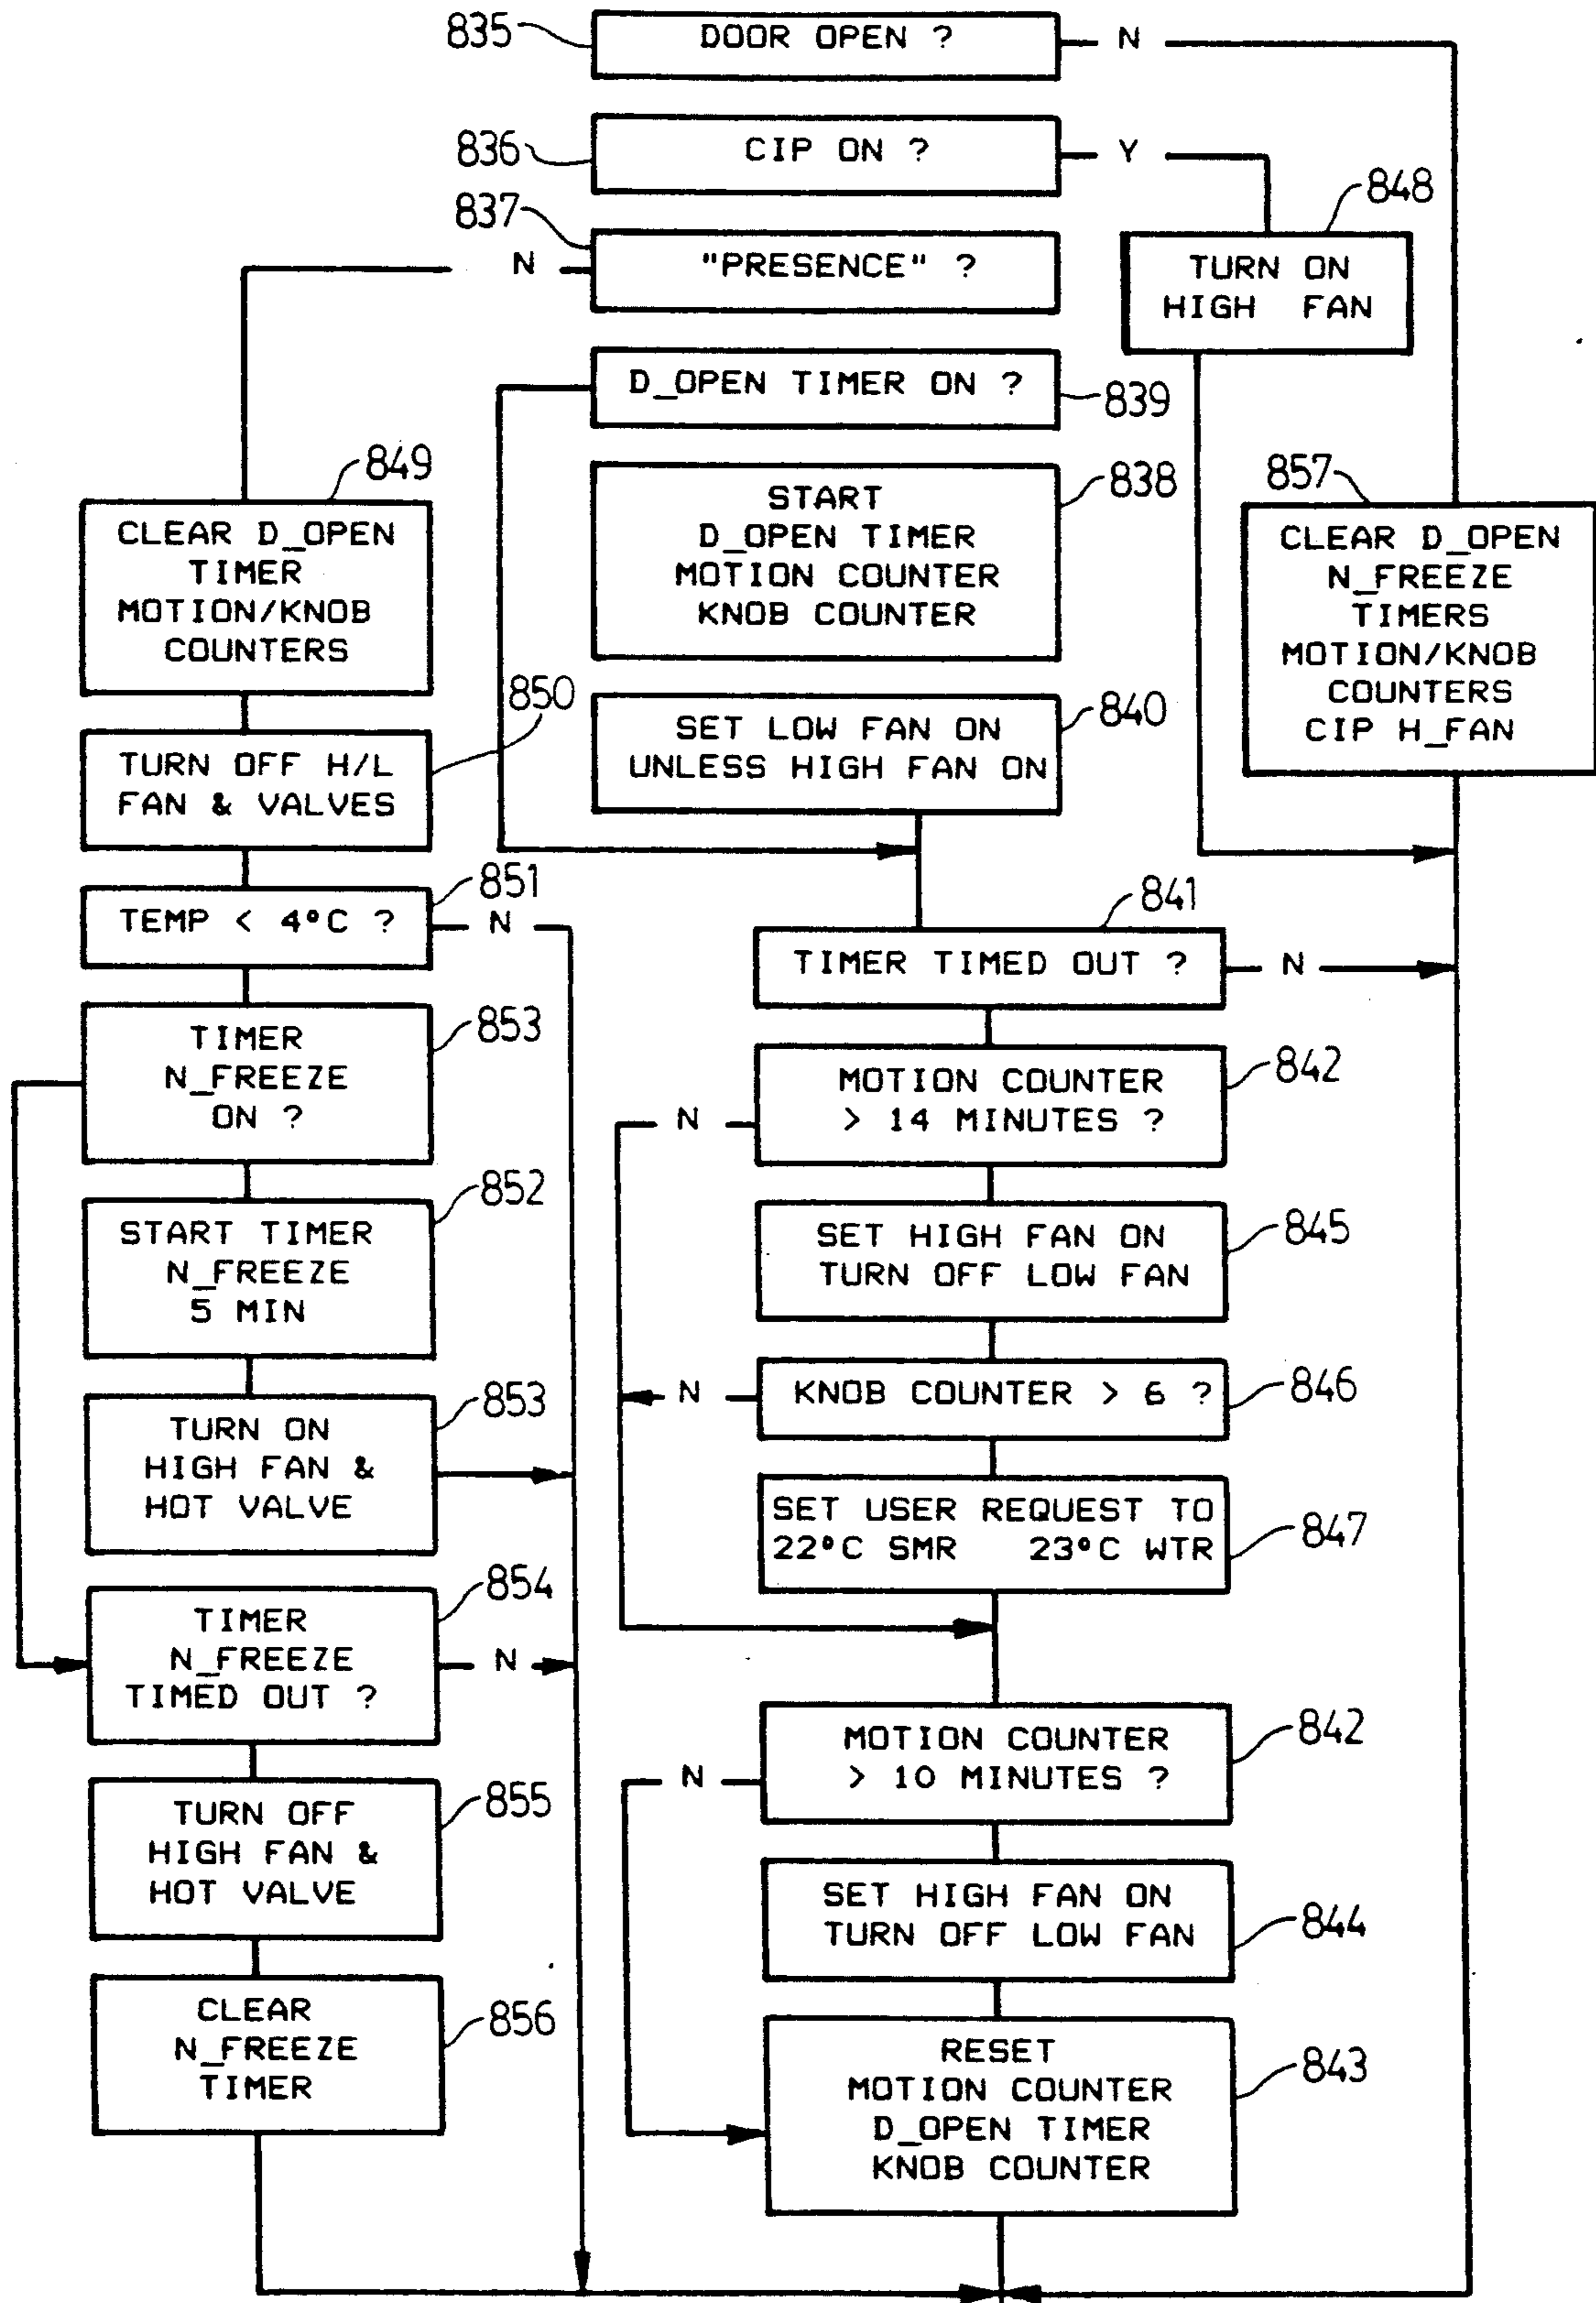 835
DOOR OPEN ?
N
836
CIP ON ?
Y
848
TURN ON
HIGH FAN
837
"PRESENCE" ?
N
D_OPEN TIMER ON ?
839
849
CLEAR D_OPEN
TIMER
MOTION/KNOB
COUNTERS
START
D_OPEN TIMER
MOTION COUNTER
KNOB COUNTER
838
857
CLEAR D_OPEN
N_FREEZE
TIMERS
MOTION/KNOB
COUNTERS
CIP H_FAN
850
TURN OFF H/L
FAN & VALVES
SET LOW FAN ON
UNLESS HIGH FAN ON
840
851
TEMP < 4°C ?
N
841
TIMER TIMED OUT ?
N
TIMER
N_FREEZE
ON ?
853
MOTION COUNTER
> 14 MINUTES ?
842
N
START TIMER
N_FREEZE
5 MIN
852
SET HIGH FAN ON
TURN OFF LOW FAN
845
TURN ON
HIGH FAN &
HOT VALVE
853
N
KNOB COUNTER > 6 ?
846
SET USER REQUEST TO
22°C SMR 23°C WTR
847
TIMER
N_FREEZE
TIMED OUT ?
854
N
MOTION COUNTER
> 10 MINUTES ?
842
N
TURN OFF
HIGH FAN &
HOT VALVE
855
SET HIGH FAN ON
TURN OFF LOW FAN
844
CLEAR
N_FREEZE
TIMER
856
RESET
MOTION COUNTER
D_OPEN TIMER
KNOB COUNTER
843